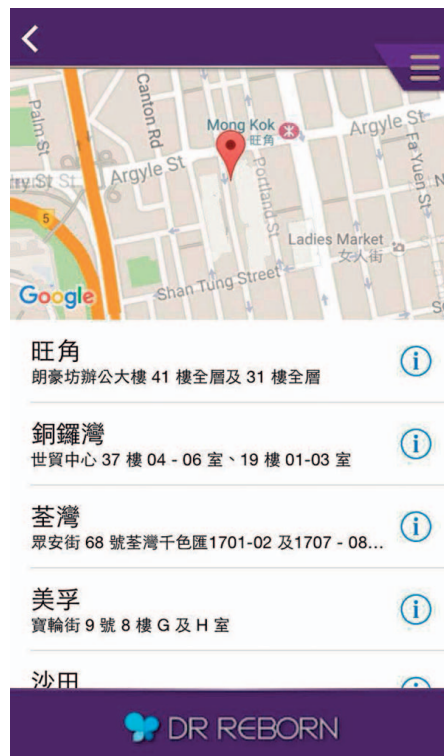 Palm St
Canton Rd
Mong Kok
旺角
Argyle St
Fa Yuen St
St
Argyle St
Portland St
5
Ladies Market
女人街
Shan Tung Street
Google
旺角
朗豪坊辦公大樓 41 樓全層及 31 樓全層
銅鑼灣
世貿中心 37 樓 04 - 06 室、19 樓 01-03 室
荃灣
眾安街 68 號荃灣千色匯1701-02 及1707 - 08...
美孚
寶輪街 9 號 8 樓 G 及 H 室
沙田
DR REBORN